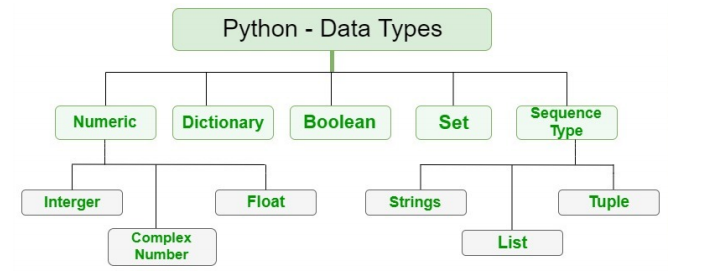 Python - Data Types
Numeric
Dictionary
Boolean
Set
Sequence
Type
Interger
Complex
Number
Float
Strings
List
Tuple